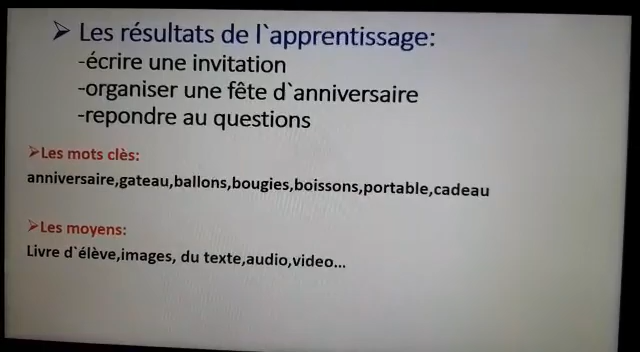 ➢ Les résultats de l`apprentissage:
-écrire une invitation
-organiser une fête d`anniversaire
-repondre au questions
➢Les mots clès:
anniversaire,gateau,ballons,bougies,boissons,portable,cadeau
➢Les moyens:
Livre d`élève,images, du texte,audio,video...